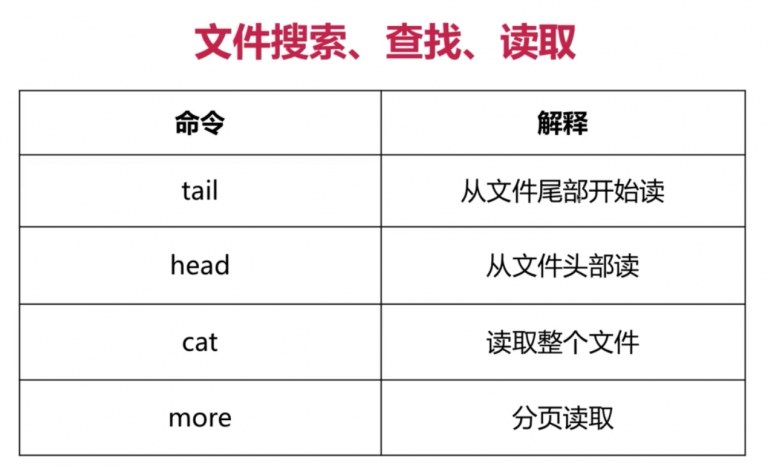 文件搜索、查找、读取
命令 解释
tail 从文件尾部开始读
head 从文件头部读
cat 读取整个文件
more 分页读取